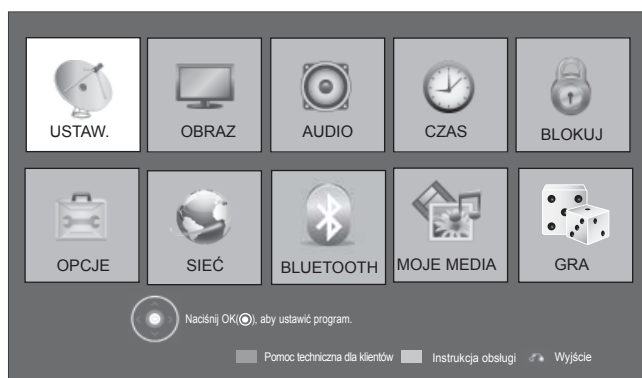 USTAW. OBRAZ AUDIO CZAS BLOKUJ
OPCJE SIEĆ BLUETOOTH MOJE MEDIA GRA
Naciśnij OK(◉), aby ustawić program.
Pomoc techniczna dla klientów Instrukcja obsługi Wyjście